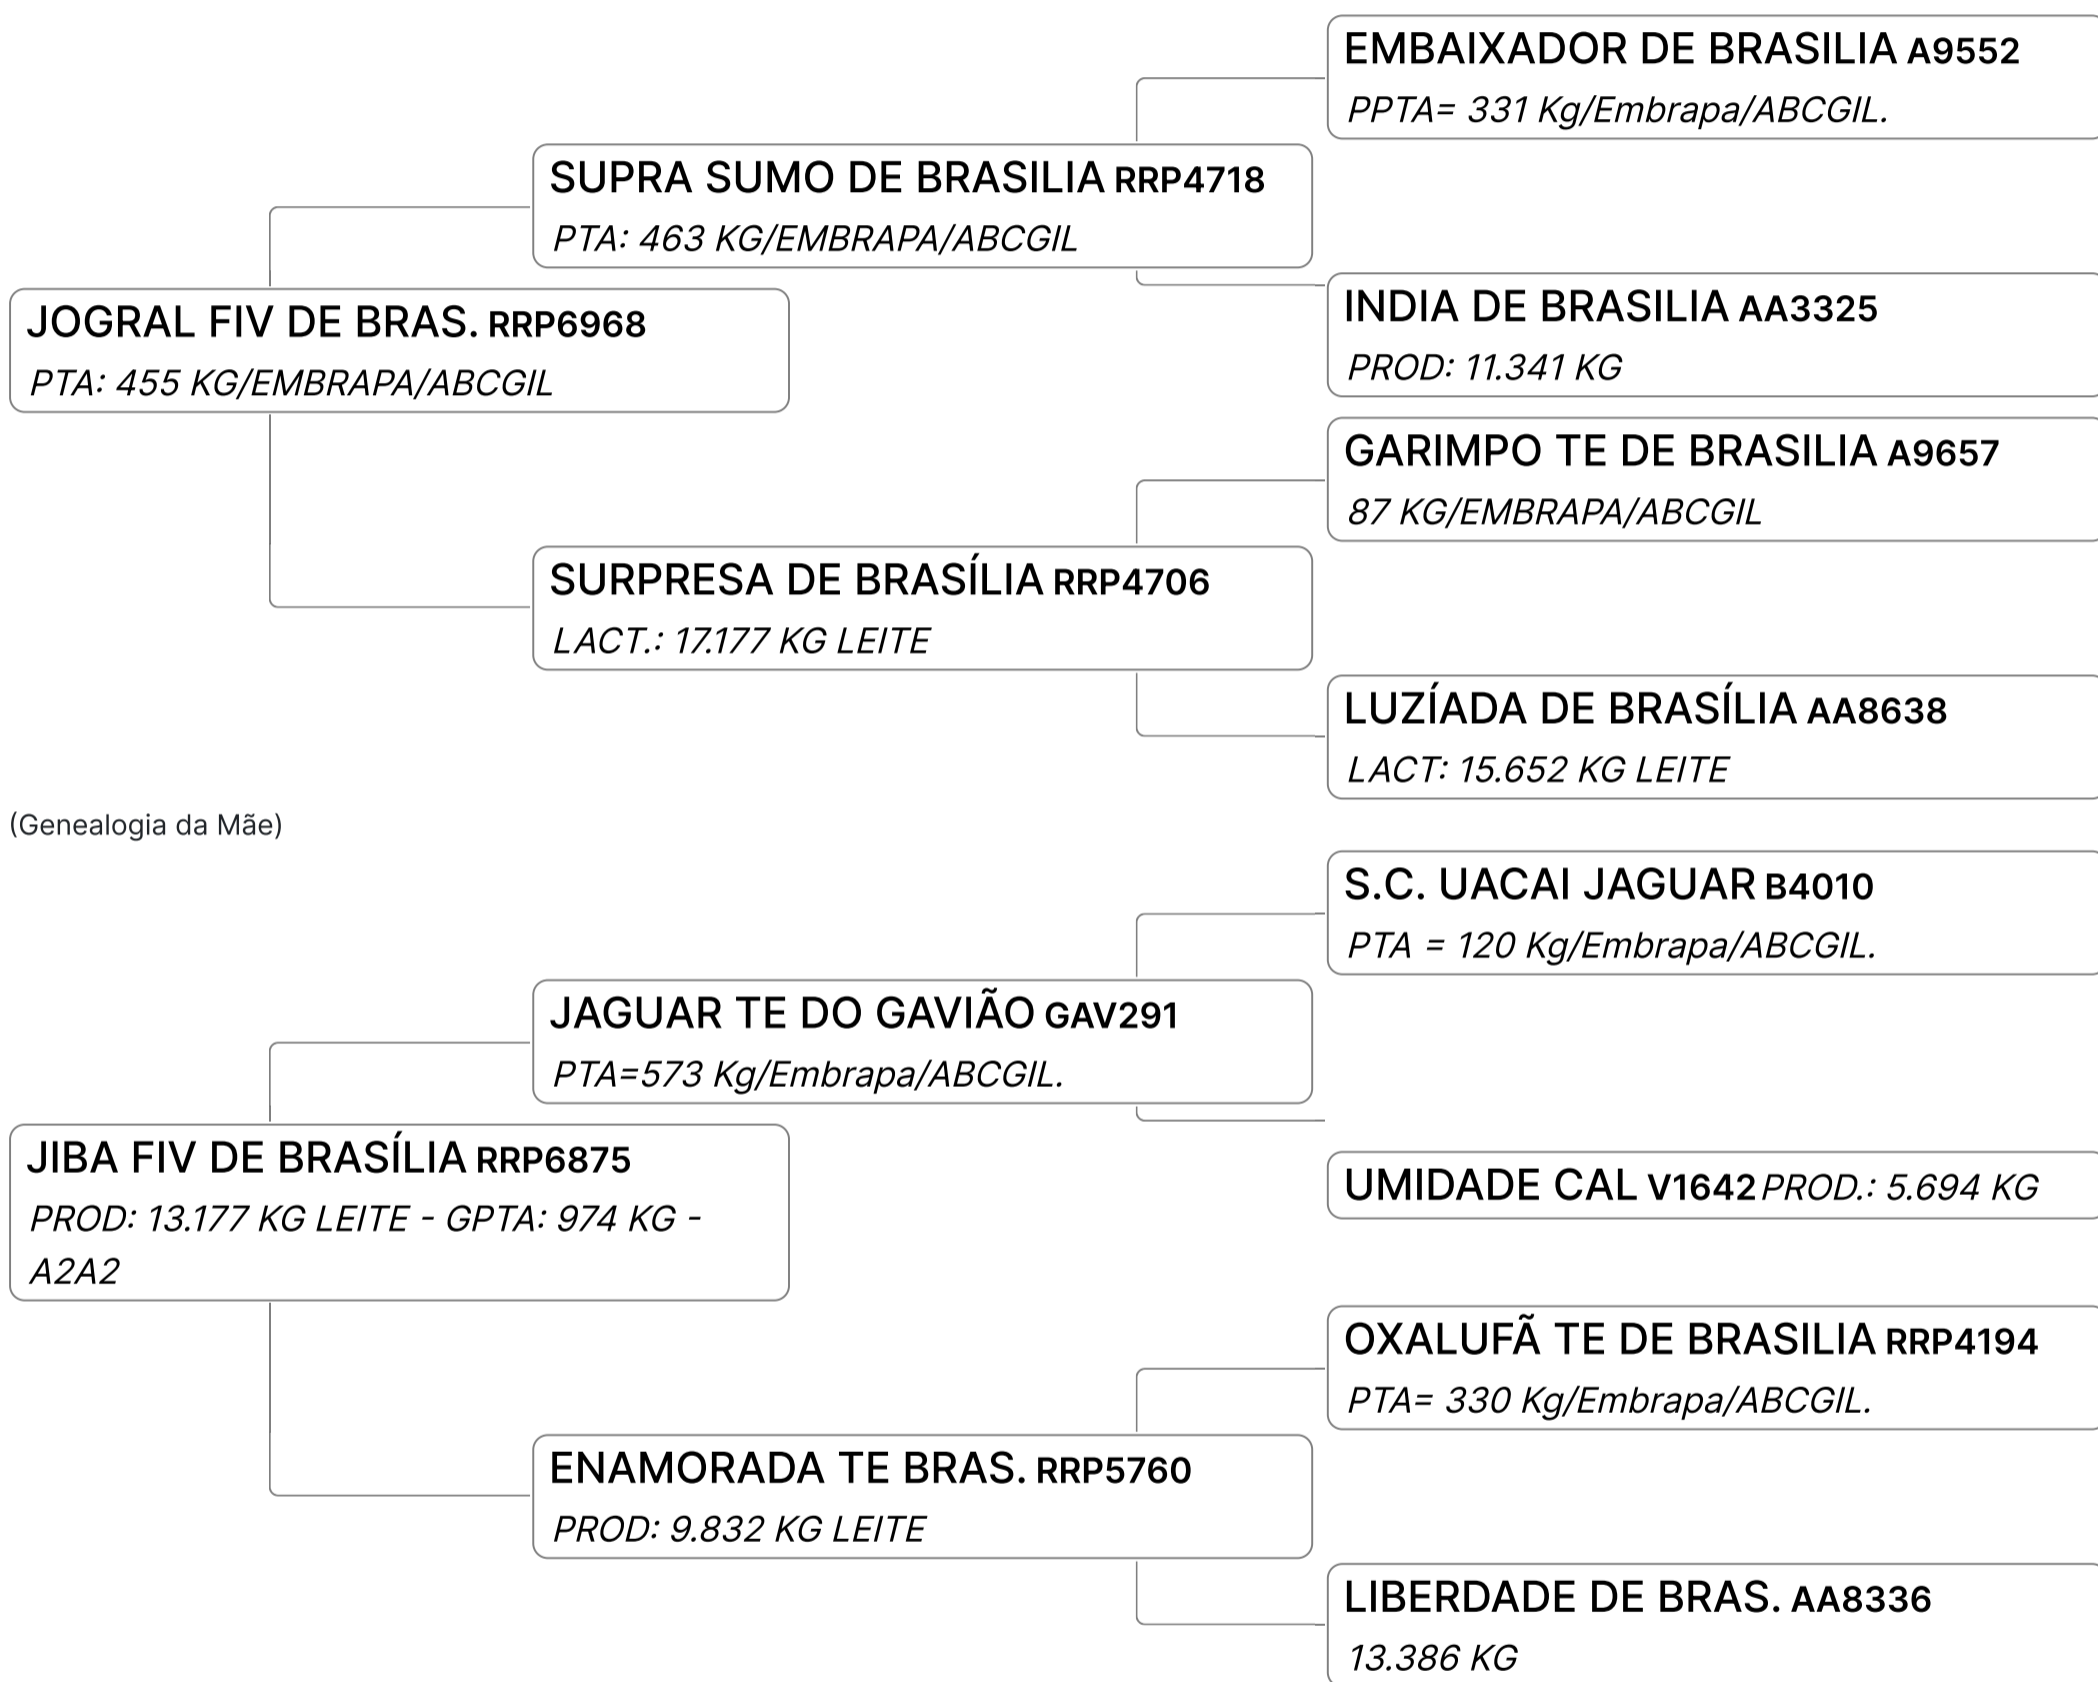 EMBAIXADOR DE BRASILIA A9552
PPTA= 331 Kg/Embrapa/ABCGIL.
SUPRA SUMO DE BRASILIA RRP4718
PTA: 463 KG/EMBRAPA/ABCGIL
INDIA DE BRASILIA AA3325
PROD: 11.341 KG
JOGRAL FIV DE BRAS. RRP6968
PTA: 455 KG/EMBRAPA/ABCGIL
GARIMPO TE DE BRASILIA A9657
87 KG/EMBRAPA/ABCGIL
SURPRESA DE BRASÍLIA RRP4706
LACT.: 17.177 KG LEITE
LUZÍADA DE BRASÍLIA AA8638
LACT: 15.652 KG LEITE
(Genealogia da Mãe)
S.C. UACAI JAGUAR B4010
PTA = 120 Kg/Embrapa/ABCGIL.
JAGUAR TE DO GAVIÃO GAV291
PTA=573 Kg/Embrapa/ABCGIL.
UMIDADE CAL V1642 PROD.: 5.694 KG
JIBA FIV DE BRASÍLIA RRP6875
PROD: 13.177 KG LEITE - GPTA: 974 KG -
A2A2
OXALUFÃ TE DE BRASILIA RRP4194
PTA= 330 Kg/Embrapa/ABCGIL.
ENAMORADA TE BRAS. RRP5760
PROD: 9.832 KG LEITE
LIBERDADE DE BRAS. AA8336
13.386 KG